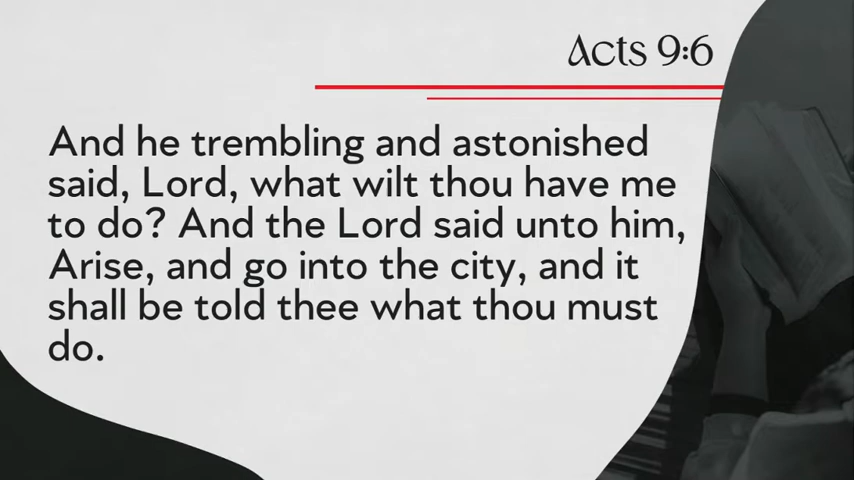 Acts 9:6
And he trembling and astonished
said, Lord, what wilt thou have me
to do? And the Lord said unto him,
Arise, and go into the city, and it
shall be told thee what thou must
do.